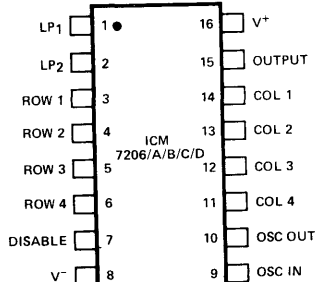 LP1 1 16 V+
LP2 2 15 OUTPUT
ROW 1 3 14 COL 1
ROW 2 4 13 COL 2
ICM
7206/A/B/C/D
ROW 3 5 12 COL 3
ROW 4 6 11 COL 4
DISABLE 7 10 OSC OUT
V− 8 9 OSC IN